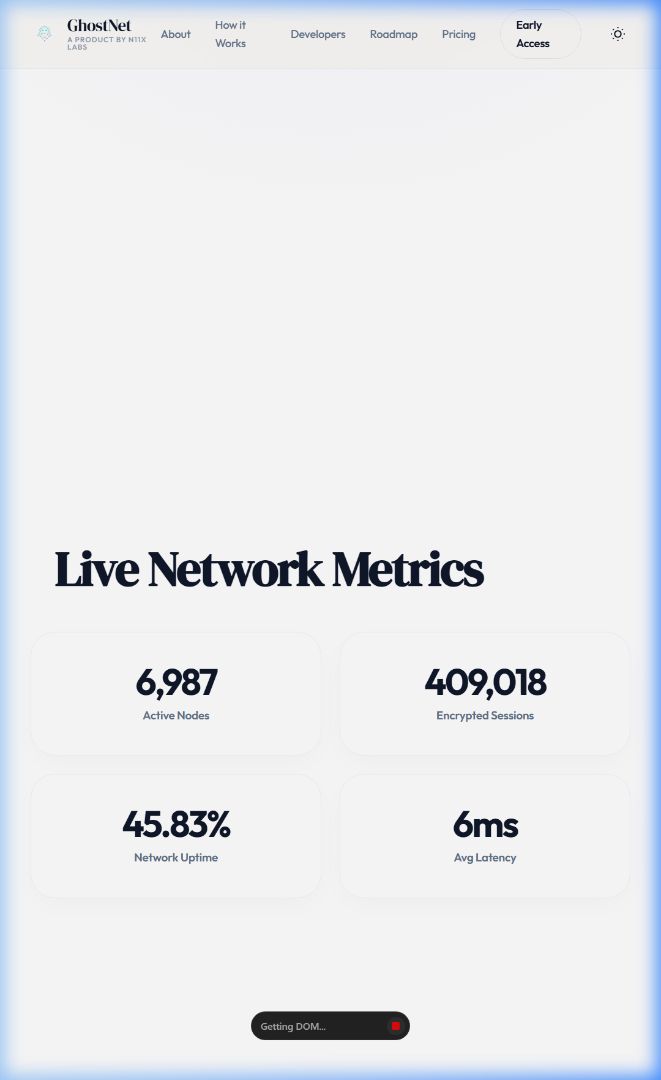 GhostNet
A PRODUCT BY N11X
LABS
About
How it
Works
Developers
Roadmap
Pricing
Early
Access
Live Network Metrics
6,987
Active Nodes
409,018
Encrypted Sessions
45.83%
Network Uptime
6ms
Avg Latency
Getting DOM...